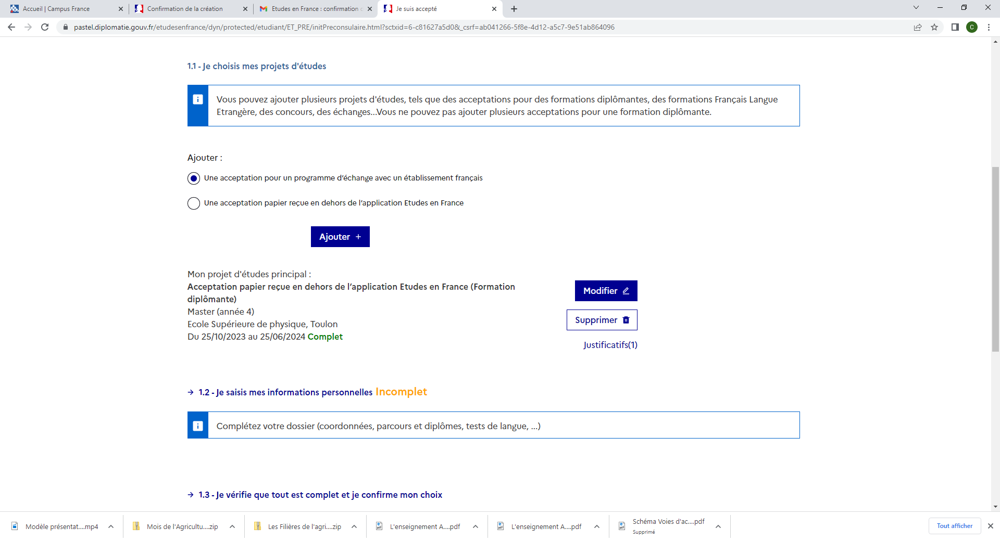 Accueil | Campus France
Confirmation de la création
Etudes en France : confirmation
Je suis accepté
pastel.diplomatie.gouv.fr/etudesenfrance/dyn/protected/etudiant/ET_PRE/initPreconsulaire.html?sctxid=6-c81627a5d0&_csrf=ab041266-5f8e-4d12-a5c7-9e51ab864096
C
1.1 - Je choisis mes projets d'études
Vous pouvez ajouter plusieurs projets d'études, tels que des acceptations pour des formations diplômantes, des formations Français Langue
Etrangère, des concours, des échanges...Vous ne pouvez pas ajouter plusieurs acceptations pour une formation diplômante.
Ajouter :
Une acceptation pour un programme d’échange avec un établissement français
Une acceptation papier reçue en dehors de l’application Etudes en France
Ajouter +
Mon projet d'études principal :
Acceptation papier reçue en dehors de l’application Etudes en France (Formation
diplômante)
Master (année 4)
Ecole Supérieure de physique, Toulon
Du 25/10/2023 au 25/06/2024 Complet
Modifier
Supprimer
Justificatifs(1)
→ 1.2 - Je saisis mes informations personnelles Incomplet
Complétez votre dossier (coordonnées, parcours et diplômes, tests de langue, ...)
→ 1.3 - Je vérifie que tout est complet et je confirme mon choix
Modèle présentat....mp4
Mois de l'Agricultu....zip
Les Filières de l'agri....zip
L'enseignement A....pdf
L'enseignement A....pdf
Schéma Voies d'ac....pdf
Supprimé
Tout afficher